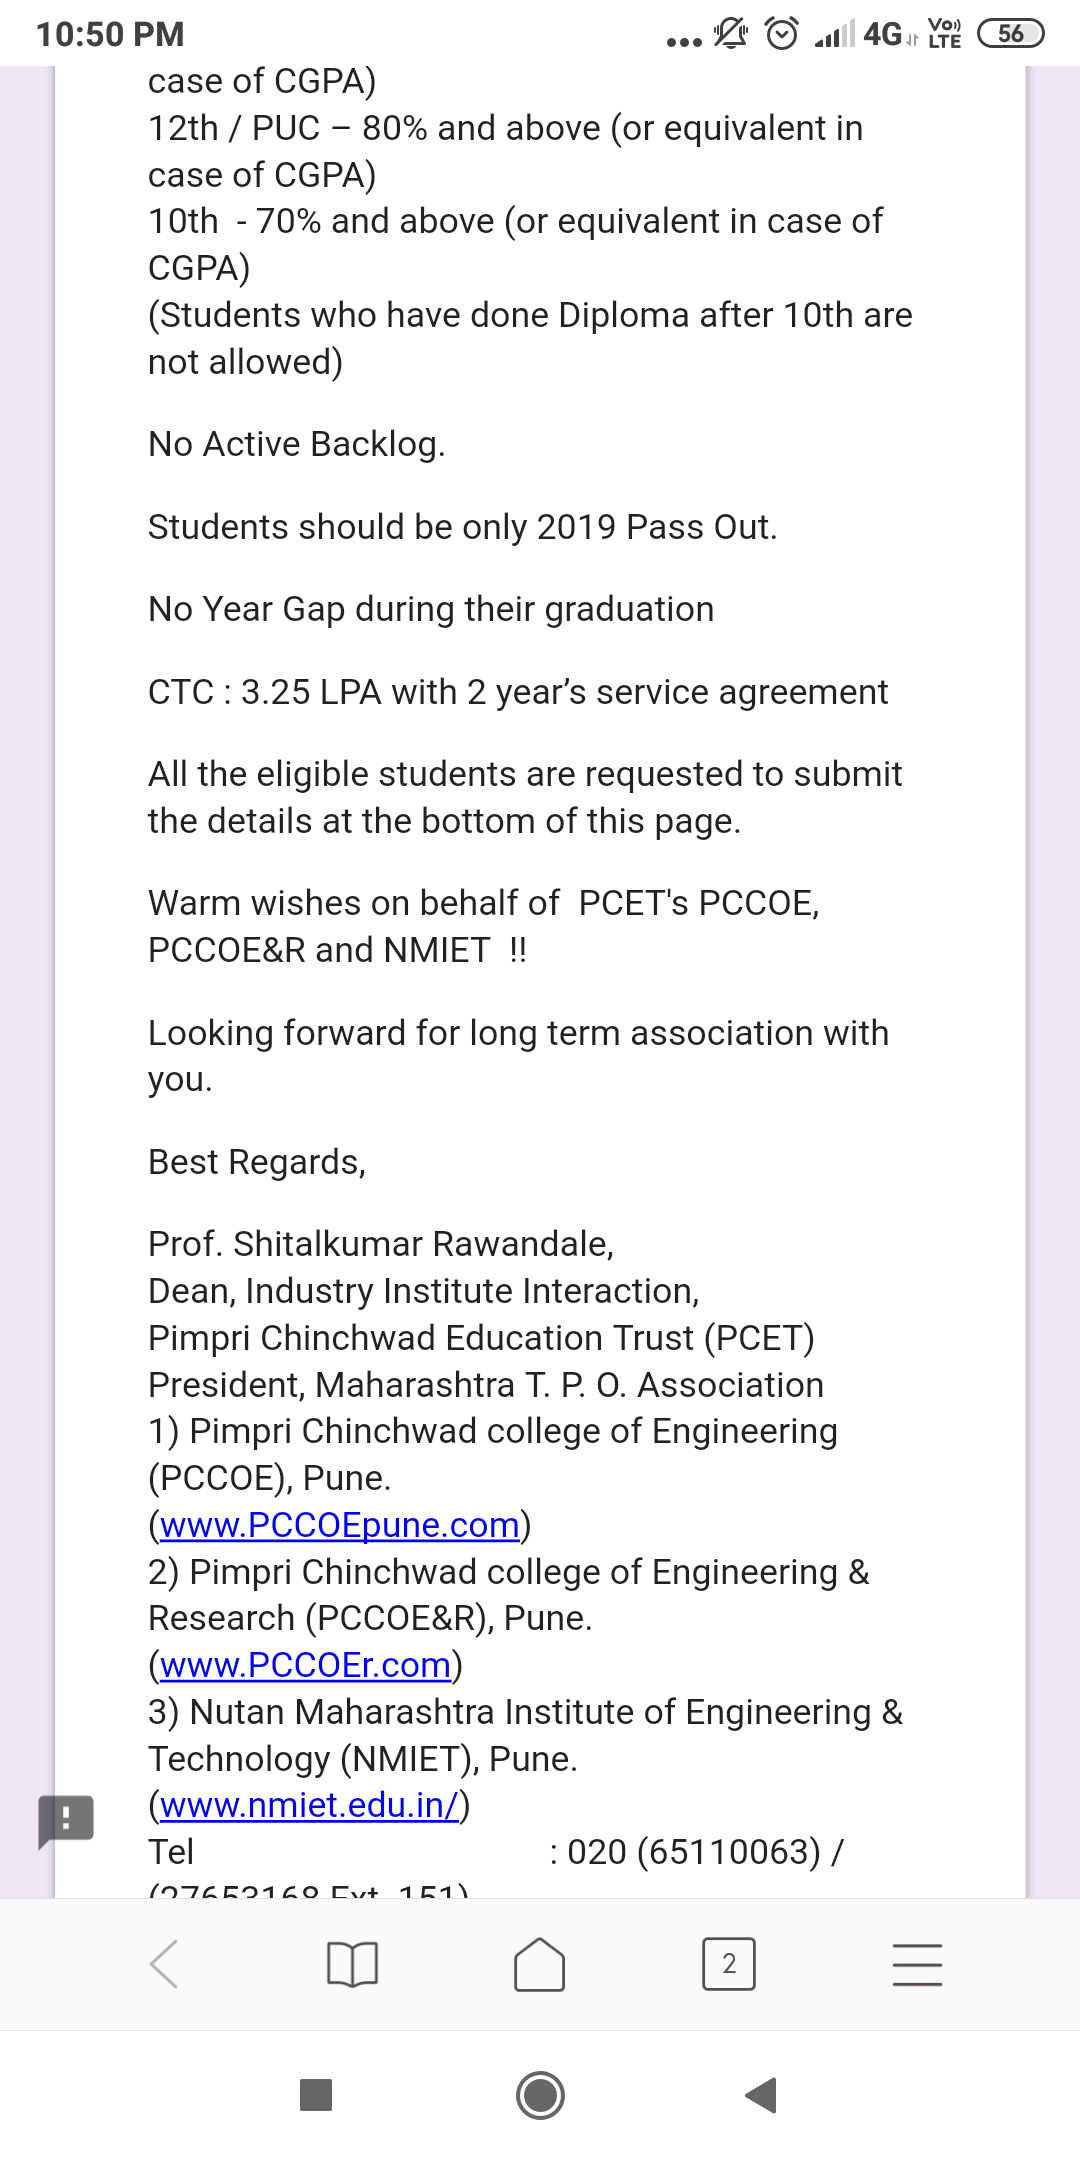 10:50 PM
4G
Vo
LTE
56
case of CGPA)
12th / PUC – 80% and above (or equivalent in
case of CGPA)
10th  - 70% and above (or equivalent in case of
CGPA)
(Students who have done Diploma after 10th are
not allowed)
No Active Backlog.
Students should be only 2019 Pass Out.
No Year Gap during their graduation
CTC : 3.25 LPA with 2 year’s service agreement
All the eligible students are requested to submit
the details at the bottom of this page.
Warm wishes on behalf of  PCET's PCCOE,
PCCOE&R and NMIET  !!
Looking forward for long term association with
you.
Best Regards,
Prof. Shitalkumar Rawandale,
Dean, Industry Institute Interaction,
Pimpri Chinchwad Education Trust (PCET)
President, Maharashtra T. P. O. Association
1) Pimpri Chinchwad college of Engineering
(PCCOE), Pune.
(www.PCCOEpune.com)
2) Pimpri Chinchwad college of Engineering &
Research (PCCOE&R), Pune.
(www.PCCOEr.com)
3) Nutan Maharashtra Institute of Engineering &
Technology (NMIET), Pune.
(www.nmiet.edu.in/)
Tel : 020 (65110063) /
(27653168 Ext. 151)
2